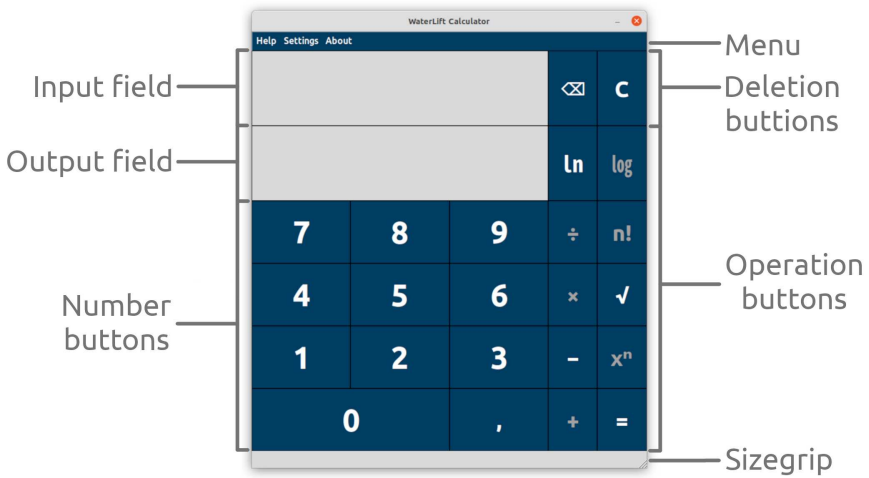 WaterLift Calculator
Help Settings About
Menu
Input field
⌫ C
Deletion
buttions
Output field
ln log
7 8 9 ÷ n!
4 5 6 × √
Operation
buttons
Number
buttons
1 2 3 − xⁿ
0 , + =
Sizegrip